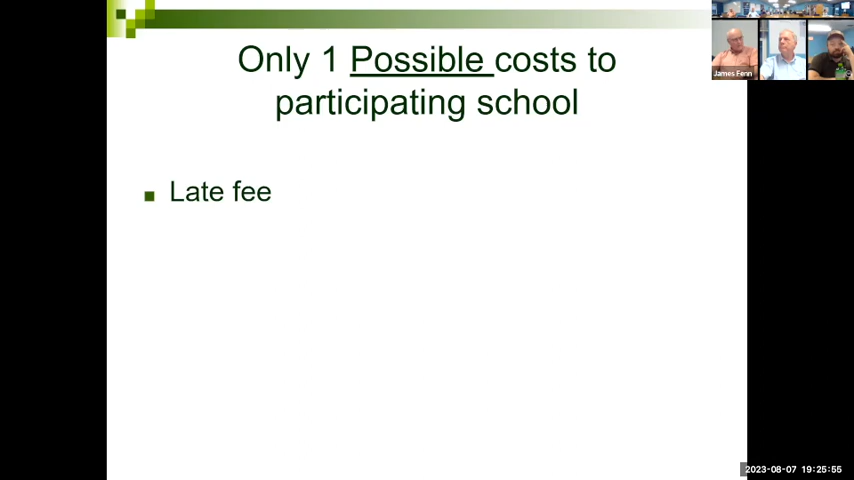 Only 1 Possible costs to
participating school
Late fee
James Fenn
2023-08-07 19:25:55